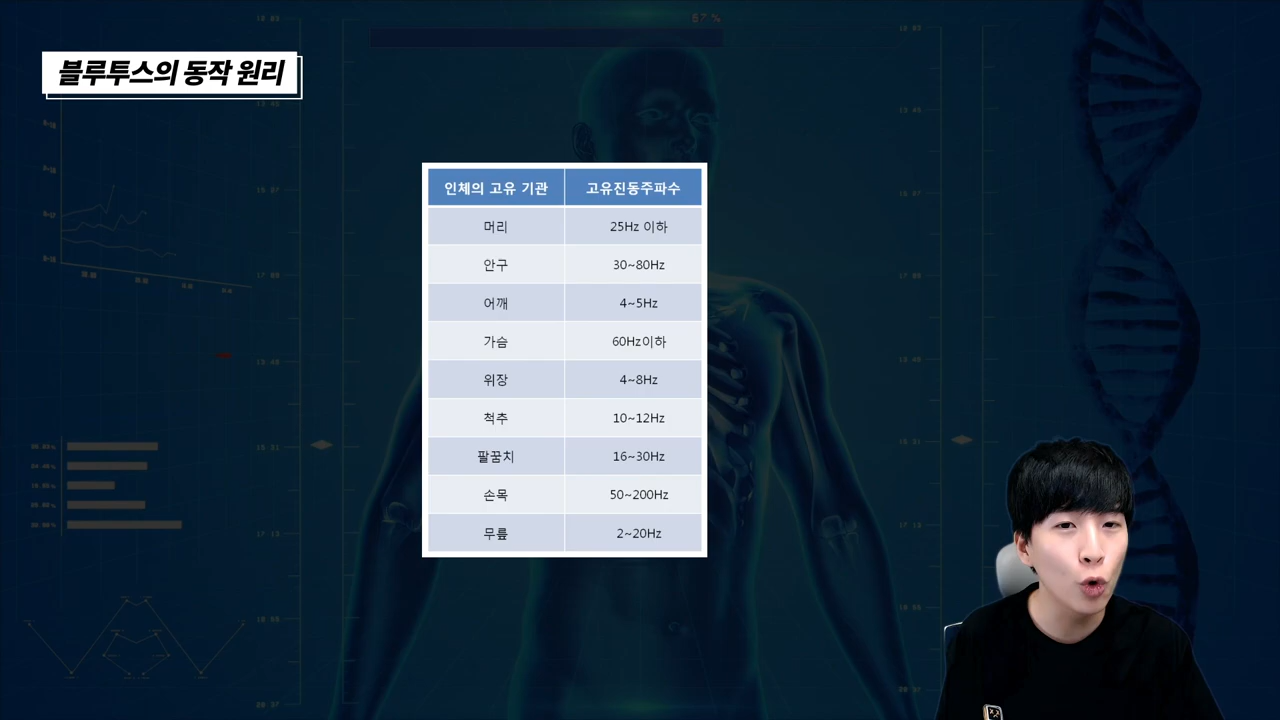 57 %
블루투스의 동작 원리
인체의 고유 기관 고유진동주파수
머리 25Hz 이하
안구 30~80Hz
어깨 4~5Hz
가슴 60Hz이하
위장 4~8Hz
척추 10~12Hz
팔꿈치 16~30Hz
손목 50~200Hz
무릎 2~20Hz